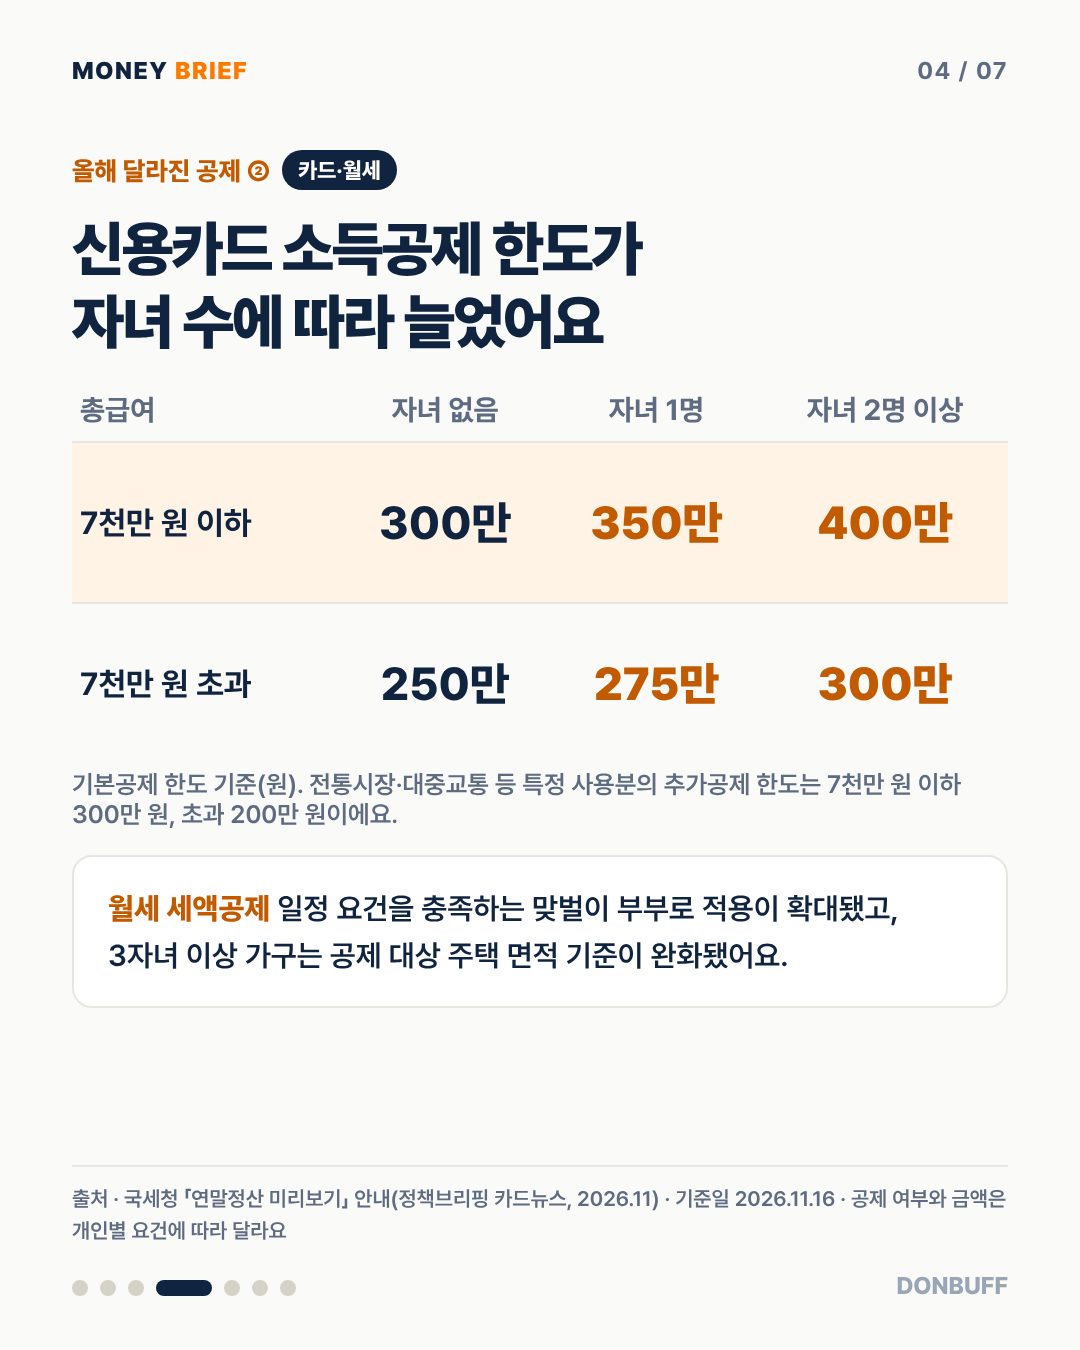 MONEY BRIEF
04 / 07
올해 달라진 공제 ② 카드·월세
신용카드 소득공제 한도가
자녀 수에 따라 늘었어요
총급여 자녀 없음 자녀 1명 자녀 2명 이상
7천만 원 이하 300만 350만 400만
7천만 원 초과 250만 275만 300만
기본공제 한도 기준(원). 전통시장·대중교통 등 특정 사용분의 추가공제 한도는 7천만 원 이하
300만 원, 초과 200만 원이에요.
월세 세액공제 일정 요건을 충족하는 맞벌이 부부로 적용이 확대됐고,
3자녀 이상 가구는 공제 대상 주택 면적 기준이 완화됐어요.
출처 · 국세청 「연말정산 미리보기」 안내(정책브리핑 카드뉴스, 2026.11) · 기준일 2026.11.16 · 공제 여부와 금액은
개인별 요건에 따라 달라요
DONBUFF